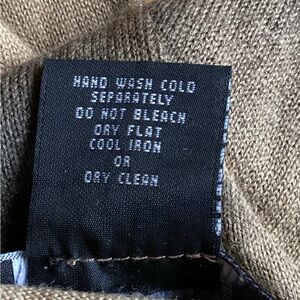 HAND WASH COLD
SEPARATELY
DO NOT BLEACH
DRY FLAT
COOL IRON
OR
DRY CLEAN